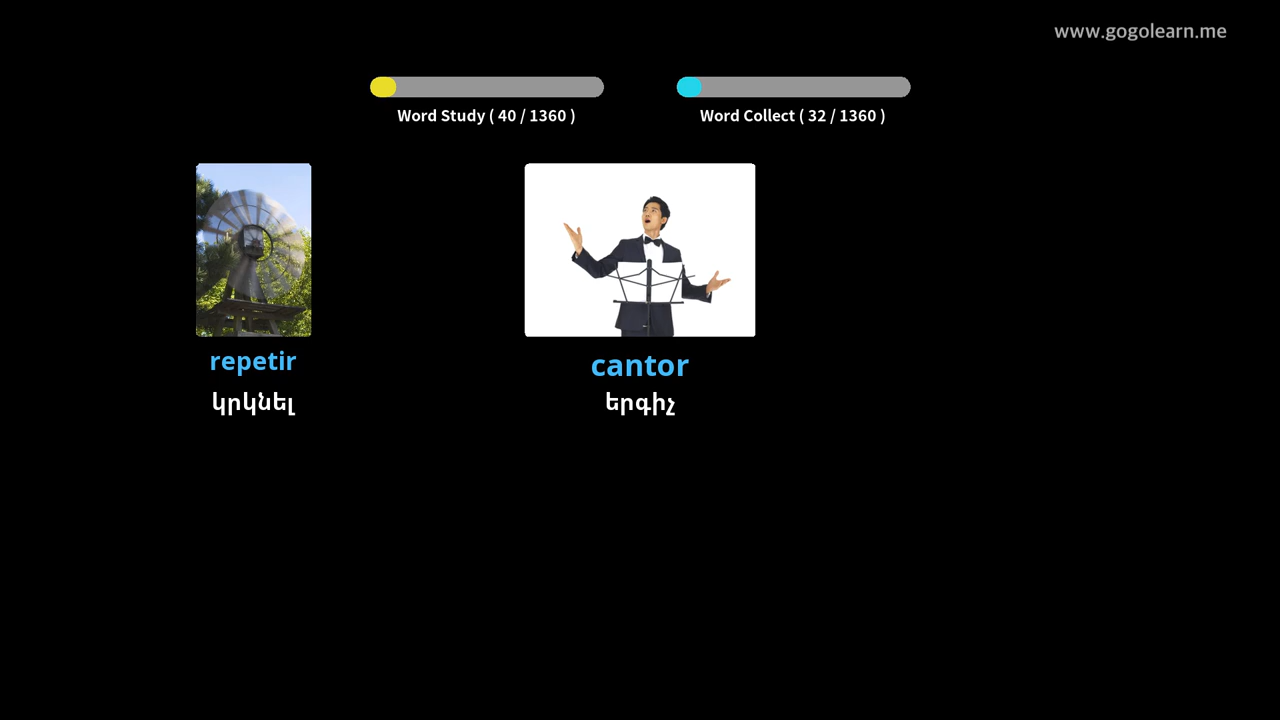 www.gogolearn.me
Word Study ( 40 / 1360 )
Word Collect ( 32 / 1360 )
repetir
կրկնել
cantor
երգիչ